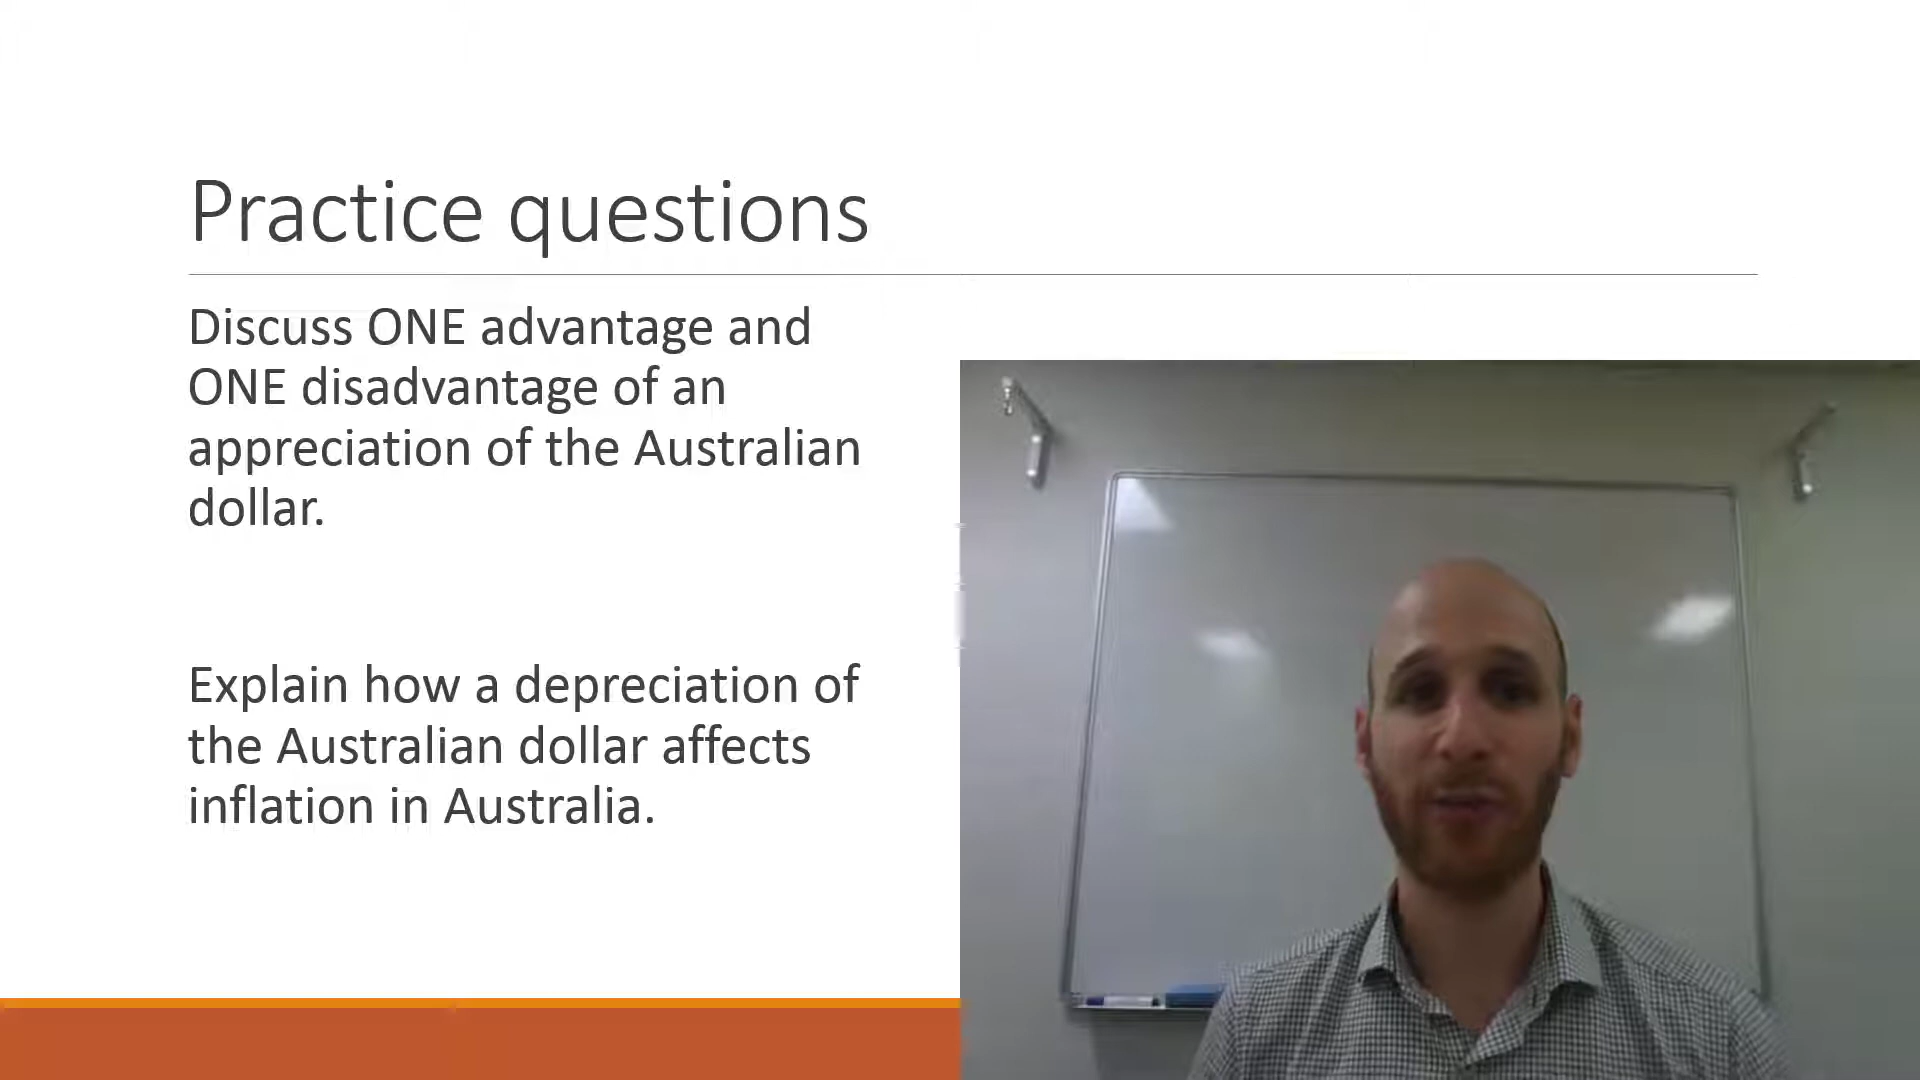 Practice questions
Discuss ONE advantage and
ONE disadvantage of an
appreciation of the Australian
dollar.
Explain how a depreciation of
the Australian dollar affects
inflation in Australia.